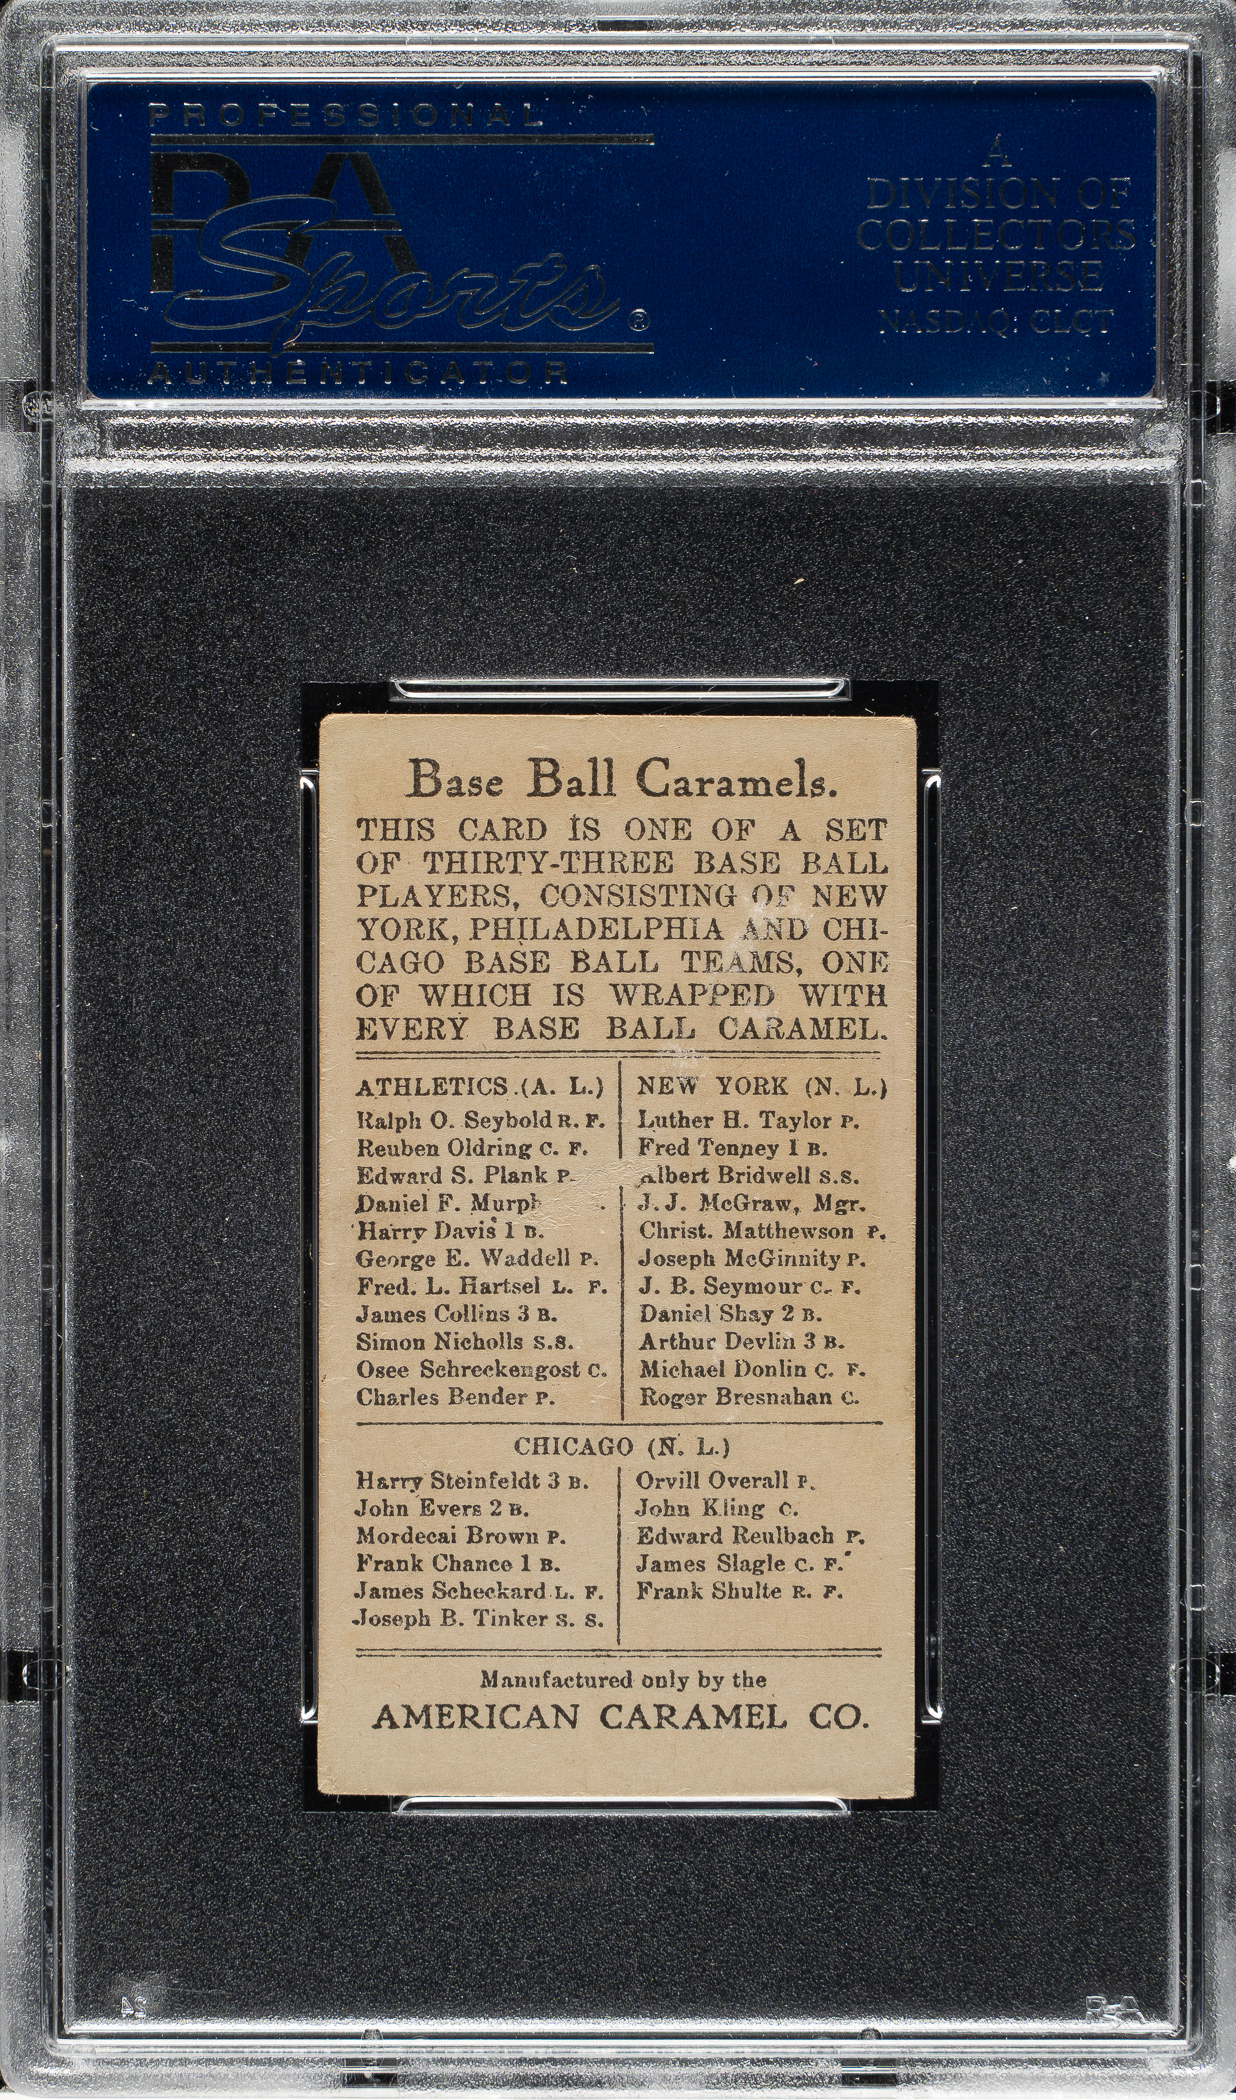 PROFESSIONAL
PSA
Sports®
AUTHENTICATOR
A
DIVISION OF
COLLECTORS
UNIVERSE
NASDAQ: CLCT
Base Ball Caramels.
THIS CARD IS ONE OF A SET
OF THIRTY-THREE BASE BALL
PLAYERS, CONSISTING OF NEW
YORK, PHILADELPHIA AND CHI-
CAGO BASE BALL TEAMS, ONE
OF WHICH IS WRAPPED WITH
EVERY BASE BALL CARAMEL.
ATHLETICS (A. L.)
Ralph O. Seybold R. F.
Reuben Oldring C. F.
Edward S. Plank P.
Daniel F.
Harry Davis 1 B.
George E. Waddell P.
Fred. L. Hartsel L. F.
James Collins 3 B.
Simon Nicholls S.S.
Osee Schreckengost C.
Charles Bender P.
NEW YORK (N. L.)
Luther H. Taylor P.
Fred Tenney 1 B.
Albert Bridwell S.S.
J. J. McGraw, Mgr.
Christ. Matthewson P.
Joseph McGinnity P.
J. B. Seymour C. F.
Daniel Shay 2 B.
Arthur Devlin 3 B.
Michael Donlin C. F.
Roger Bresnahan C.
CHICAGO (N. L.)
Harry Steinfeldt 3 B.
John Evers 2 B.
Mordecai Brown P.
Frank Chance 1 B.
James Scheckard L. F.
Joseph B. Tinker S. S.
Orvill Overall P.
John Kling C.
Edward Reulbach P.
James Slagle C. F.
Frank Shulte R. F.
Manufactured only by the
AMERICAN CARAMEL CO.
PSA